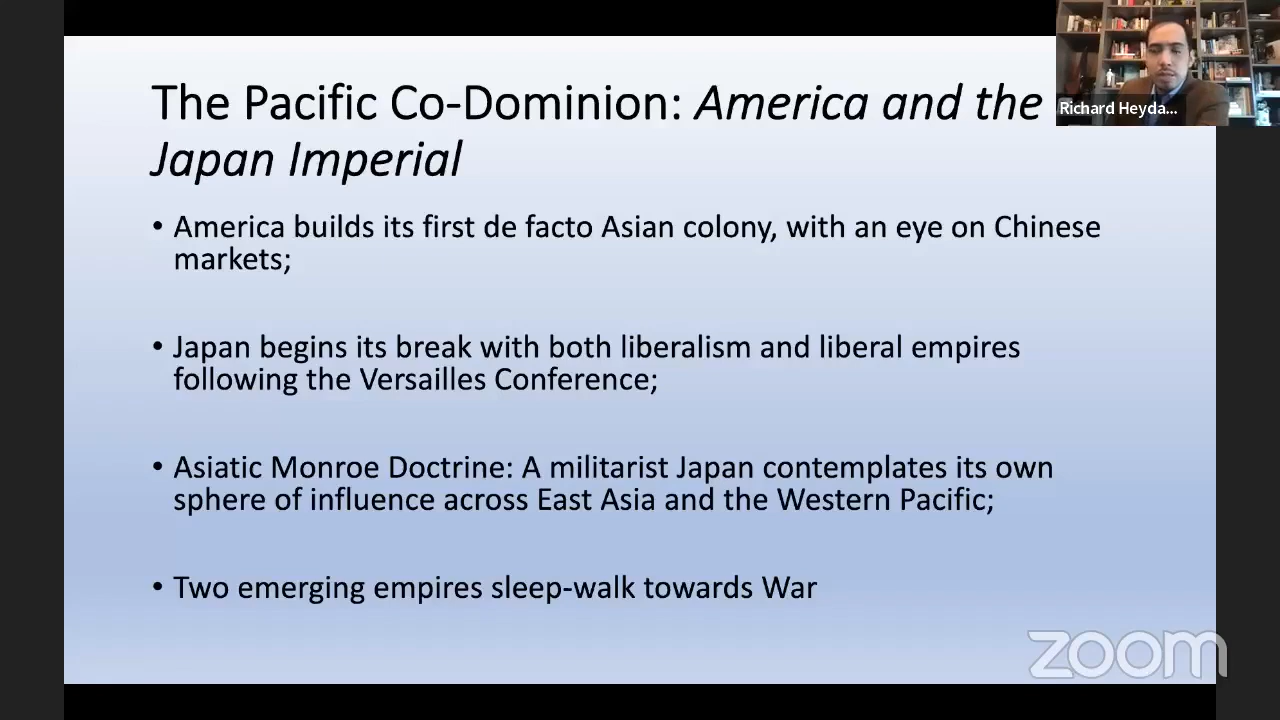 The Pacific Co-Dominion: America and the
Japan Imperial
Richard Heyda...
• America builds its first de facto Asian colony, with an eye on Chinese
markets;
• Japan begins its break with both liberalism and liberal empires
following the Versailles Conference;
• Asiatic Monroe Doctrine: A militarist Japan contemplates its own
sphere of influence across East Asia and the Western Pacific;
• Two emerging empires sleep-walk towards War
zoom